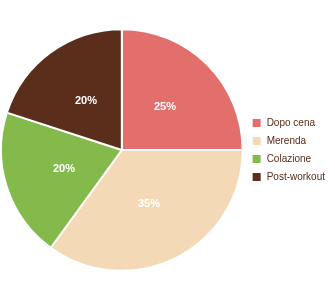 25%
35%
20%
20%
Dopo cena
Merenda
Colazione
Post-workout